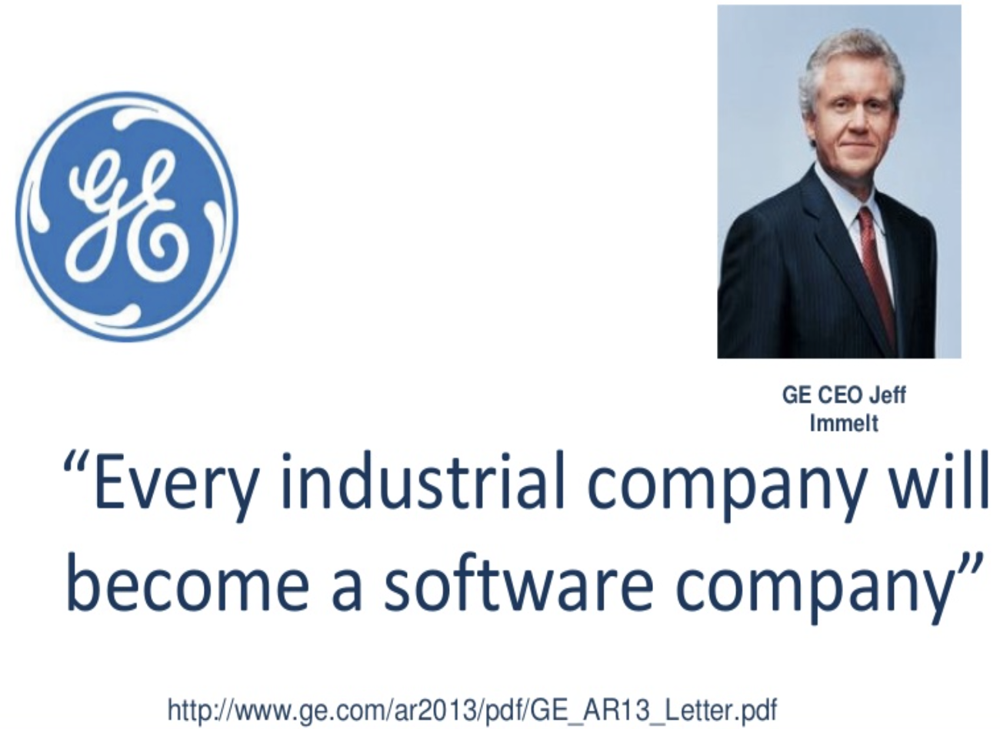 GE
GE CEO Jeff
Immelt
“Every industrial company will
become a software company”
http://www.ge.com/ar2013/pdf/GE_AR13_Letter.pdf